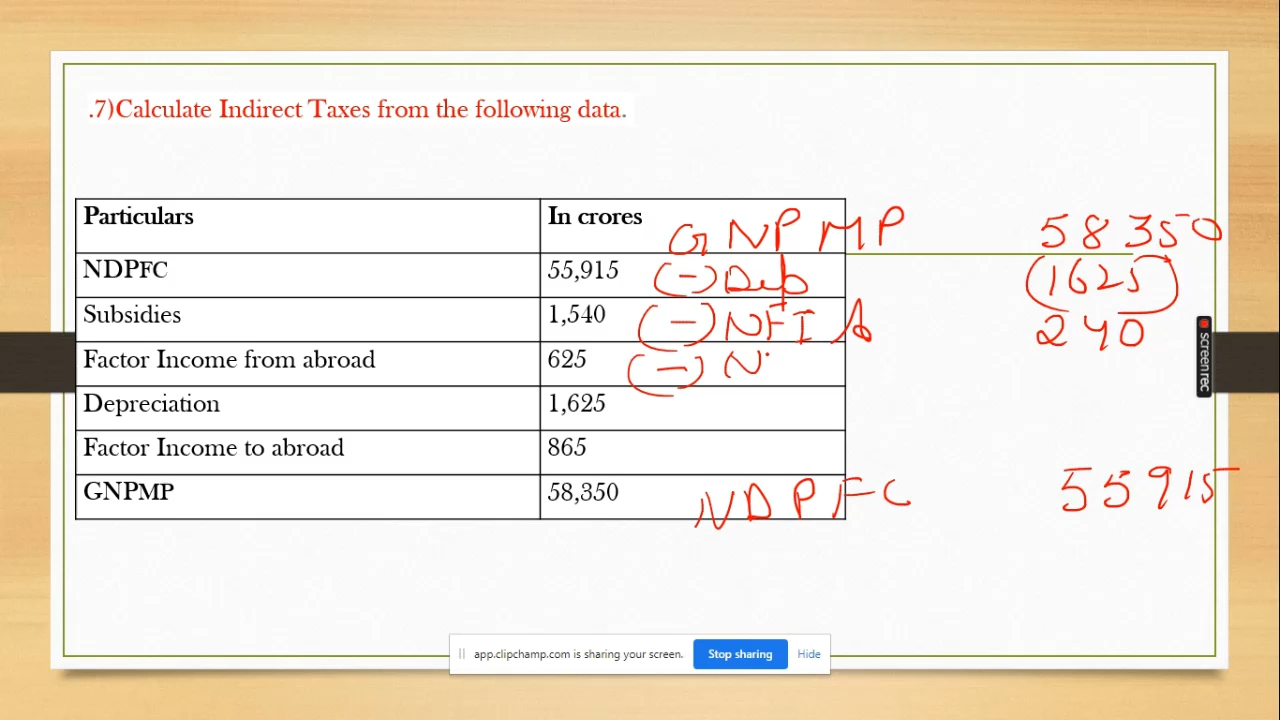 .7)Calculate Indirect Taxes from the following data.
Particulars In crores
GNP MP 58350
NDPFC 55,915
(-) Dep (1625)
Subsidies 1,540
(-) NFIA 240
Factor Income from abroad 625
(-) N
Depreciation 1,625
Factor Income to abroad 865
GNPMP 58,350
NDPFC 55915
screenrec
app.clipchamp.com is sharing your screen. Stop sharing Hide